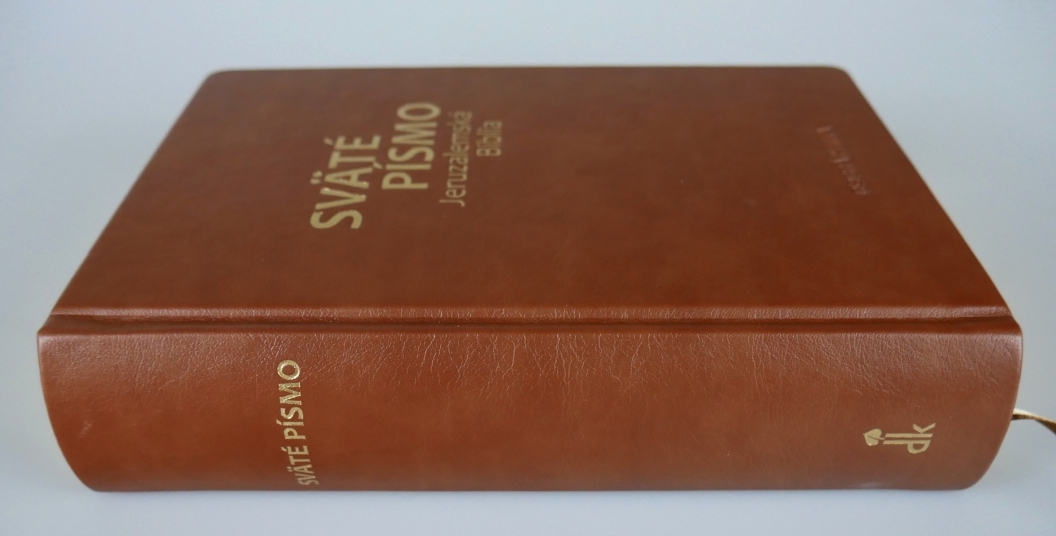 SVÄTÉ
PÍSMO
Jeruzalemská
Biblia
SVÄTÉ PÍSMO
dk